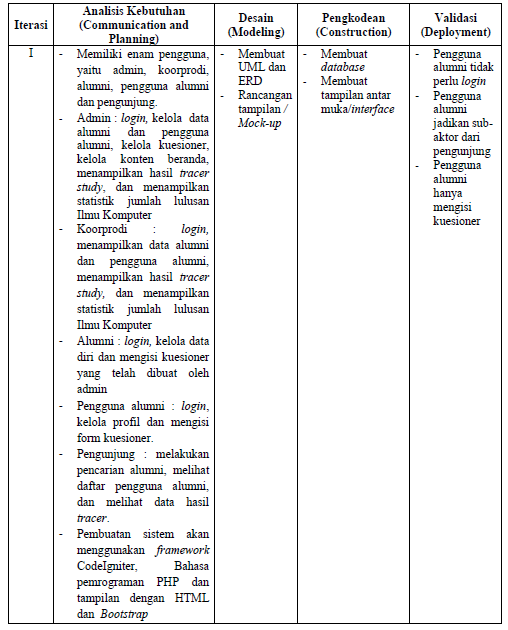 Iterasi
Analisis Kebutuhan
(Communication and
Planning)
Desain
(Modeling)
Pengkodean
(Construction)
Validasi
(Deployment)
I
- Memiliki enam pengguna,
yaitu admin, koorprodi,
alumni, pengguna alumni
dan pengunjung.
- Admin : login, kelola data
alumni dan pengguna
alumni, kelola kuesioner,
kelola konten beranda,
menampilkan hasil tracer
study, dan menampilkan
statistik jumlah lulusan
Ilmu Komputer
- Koorprodi : login,
menampilkan data alumni
dan pengguna alumni,
menampilkan hasil tracer
study, dan menampilkan
statistik jumlah lulusan
Ilmu Komputer
- Alumni : login, kelola data
diri dan mengisi kuesioner
yang telah dibuat oleh
admin
- Pengguna alumni : login,
kelola profil dan mengisi
form kuesioner.
- Pengunjung : melakukan
pencarian alumni, melihat
daftar pengguna alumni,
dan melihat data hasil
tracer.
- Pembuatan sistem akan
menggunakan framework
CodeIgniter, Bahasa
pemrograman PHP dan
tampilan dengan HTML
dan Bootstrap
- Membuat
UML dan
ERD
- Rancangan
tampilan /
Mock-up
- Membuat
database
- Membuat
tampilan antar
muka/interface
- Pengguna
alumni tidak
perlu login
- Pengguna
alumni
jadikan sub-
aktor dari
pengunjung
- Pengguna
alumni
hanya
mengisi
kuesioner